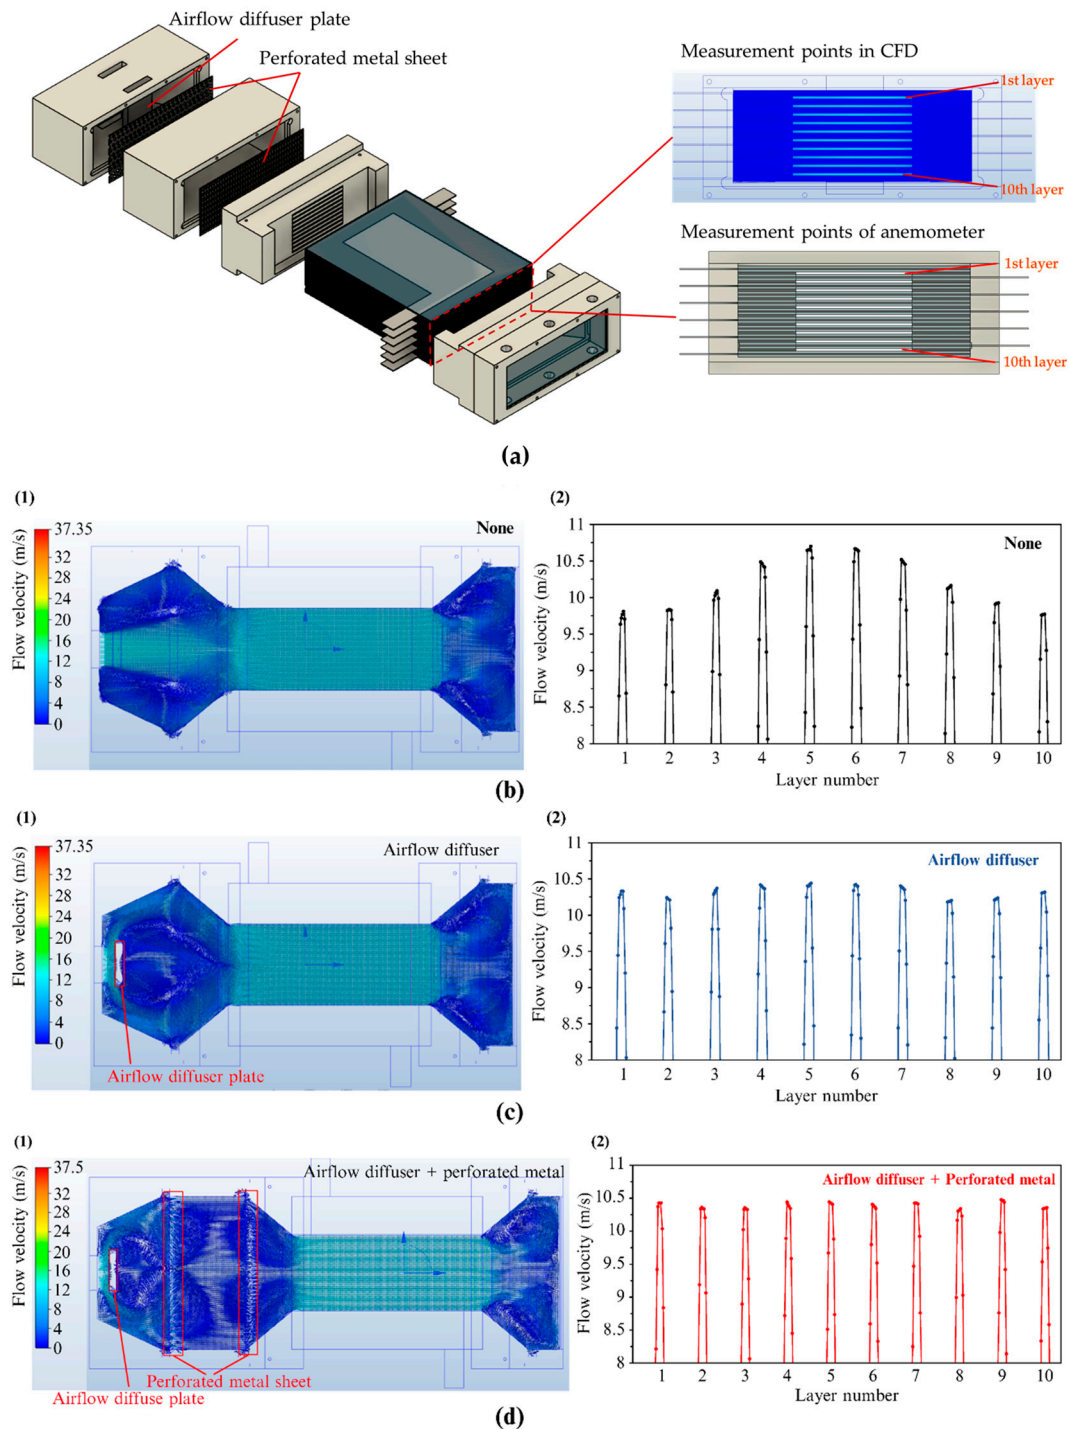 Airflow diffuser plate
Perforated metal sheet
Measurement points in CFD
1st layer
10th layer
Measurement points of anemometer
1st layer
10th layer
(a)
(1)
(2)
Flow velocity (m/s)
37.35
32
28
24
20
16
12
8
4
0
None
Flow velocity (m/s)
11
10.5
10
9.5
9
8.5
8
None
1 2 3 4 5 6 7 8 9 10
Layer number
(b)
(1)
(2)
Flow velocity (m/s)
37.35
32
28
24
20
16
12
8
4
0
Airflow diffuser
Airflow diffuser plate
Flow velocity (m/s)
11
10.5
10
9.5
9
8.5
8
Airflow diffuser
1 2 3 4 5 6 7 8 9 10
Layer number
(c)
(1)
(2)
Flow velocity (m/s)
37.5
32
28
24
20
16
12
8
4
0
Airflow diffuser + perforated metal
Perforated metal sheet
Airflow diffuse plate
Flow velocity (m/s)
11
10.5
10
9.5
9
8.5
8
Airflow diffuser + Perforated metal
1 2 3 4 5 6 7 8 9 10
Layer number
(d)